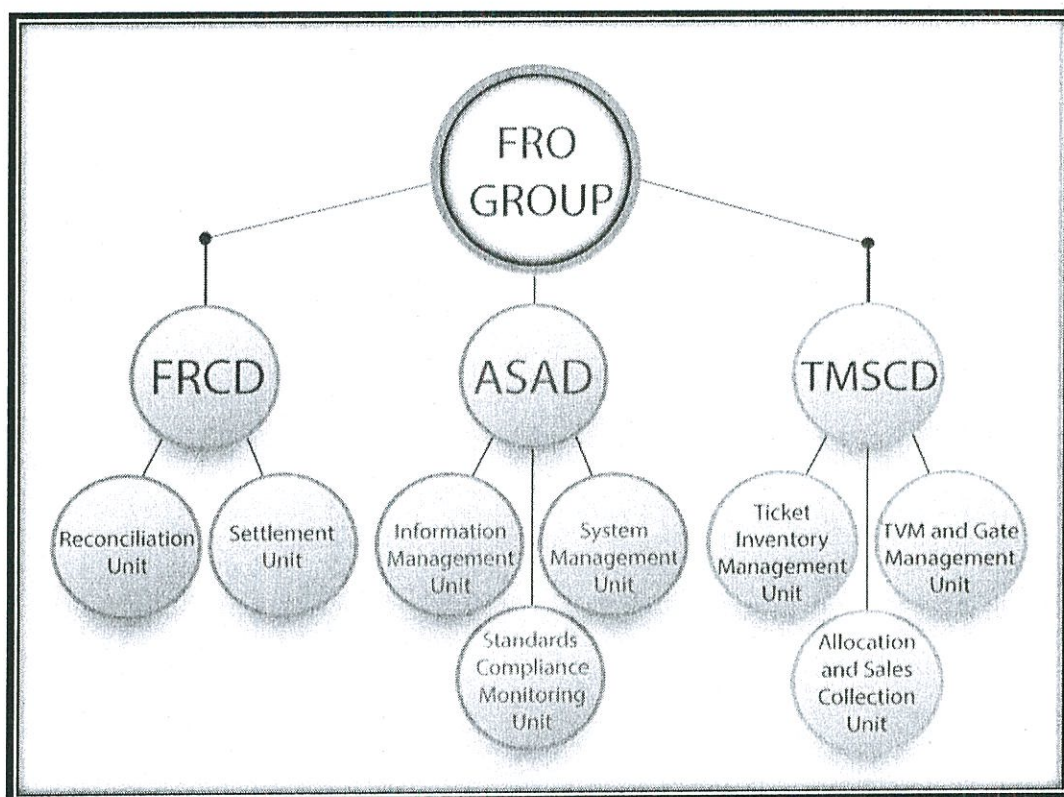 FRO
GROUP
FRCD
ASAD
TMSCD
Reconciliation
Unit
Settlement
Unit
Information
Management
Unit
System
Management
Unit
Standards
Compliance
Monitoring
Unit
Ticket
Inventory
Management
Unit
TVM and Gate
Management
Unit
Allocation
and Sales
Collection
Unit